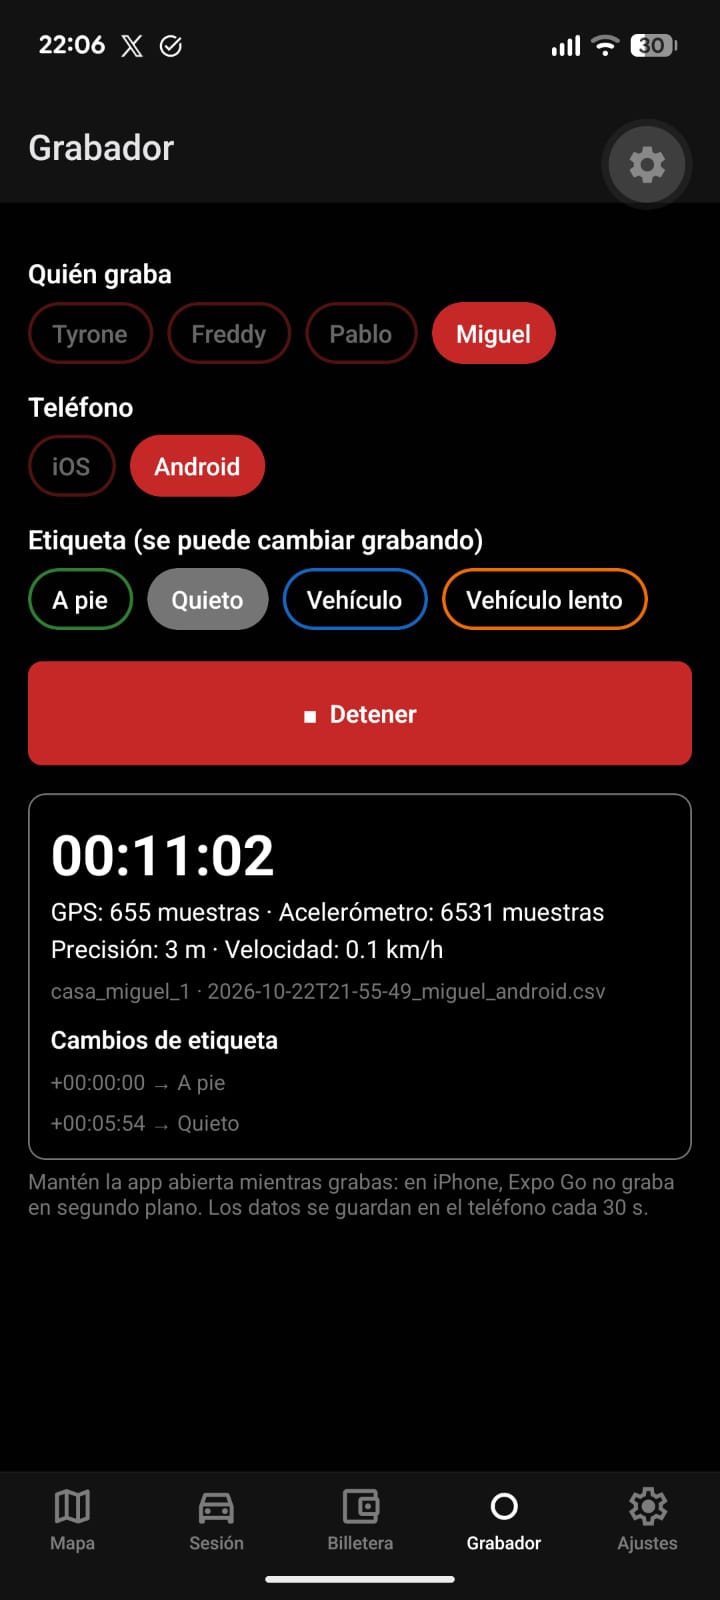 22:06
30
Grabador
Quién graba
Tyrone Freddy Pablo Miguel
Teléfono
iOS Android
Etiqueta (se puede cambiar grabando)
A pie Quieto Vehículo Vehículo lento
■ Detener
00:11:02
GPS: 655 muestras · Acelerómetro: 6531 muestras
Precisión: 3 m · Velocidad: 0.1 km/h
casa_miguel_1 · 2026-10-22T21-55-49_miguel_android.csv
Cambios de etiqueta
+00:00:00 → A pie
+00:05:54 → Quieto
Mantén la app abierta mientras grabas: en iPhone, Expo Go no graba
en segundo plano. Los datos se guardan en el teléfono cada 30 s.
Mapa Sesión Billetera Grabador Ajustes